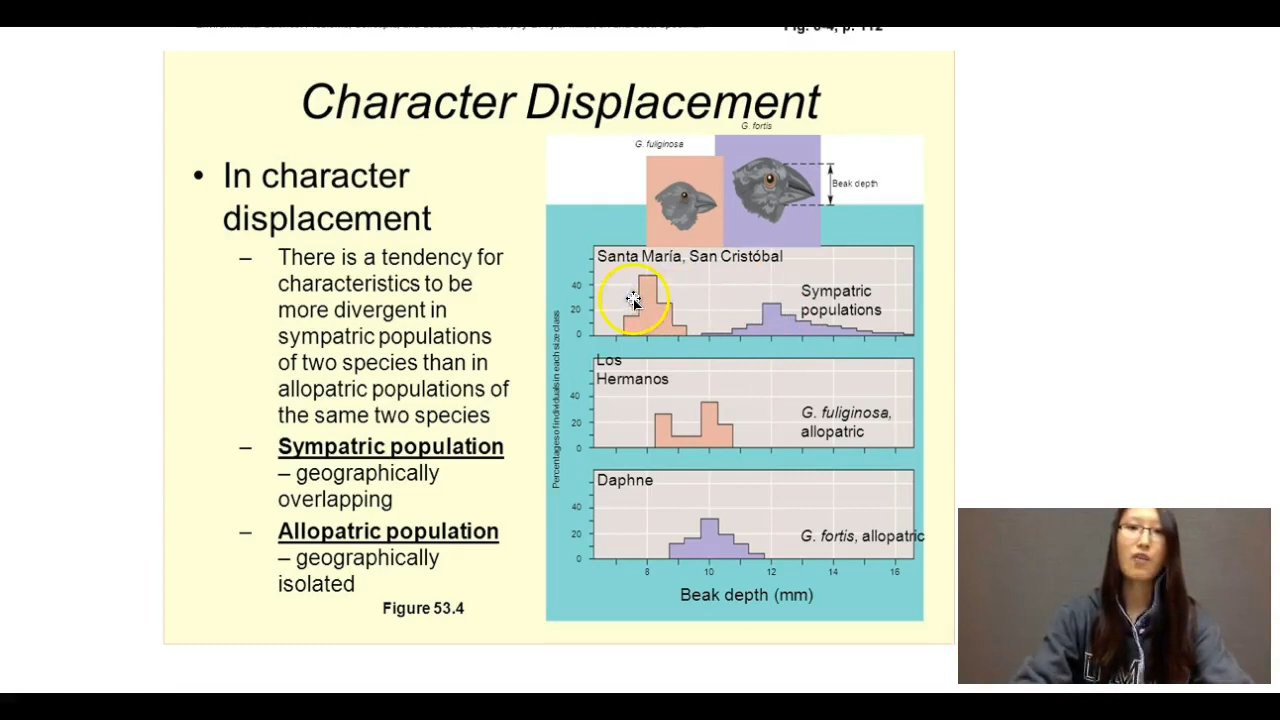 Fig. 5-4, p. 112
Character Displacement
• In character
displacement
– There is a tendency for
characteristics to be
more divergent in
sympatric populations
of two species than in
allopatric populations of
the same two species
– Sympatric population
– geographically
overlapping
– Allopatric population
– geographically
isolated
Figure 53.4
G. fortis
G. fuliginosa
Beak depth
Percentages of individuals in each size class
Santa María, San Cristóbal
Sympatric
populations
40
20
0
Los
Hermanos
G. fuliginosa,
allopatric
40
20
0
Daphne
G. fortis, allopatric
40
20
0
8 10 12 14 16
Beak depth (mm)